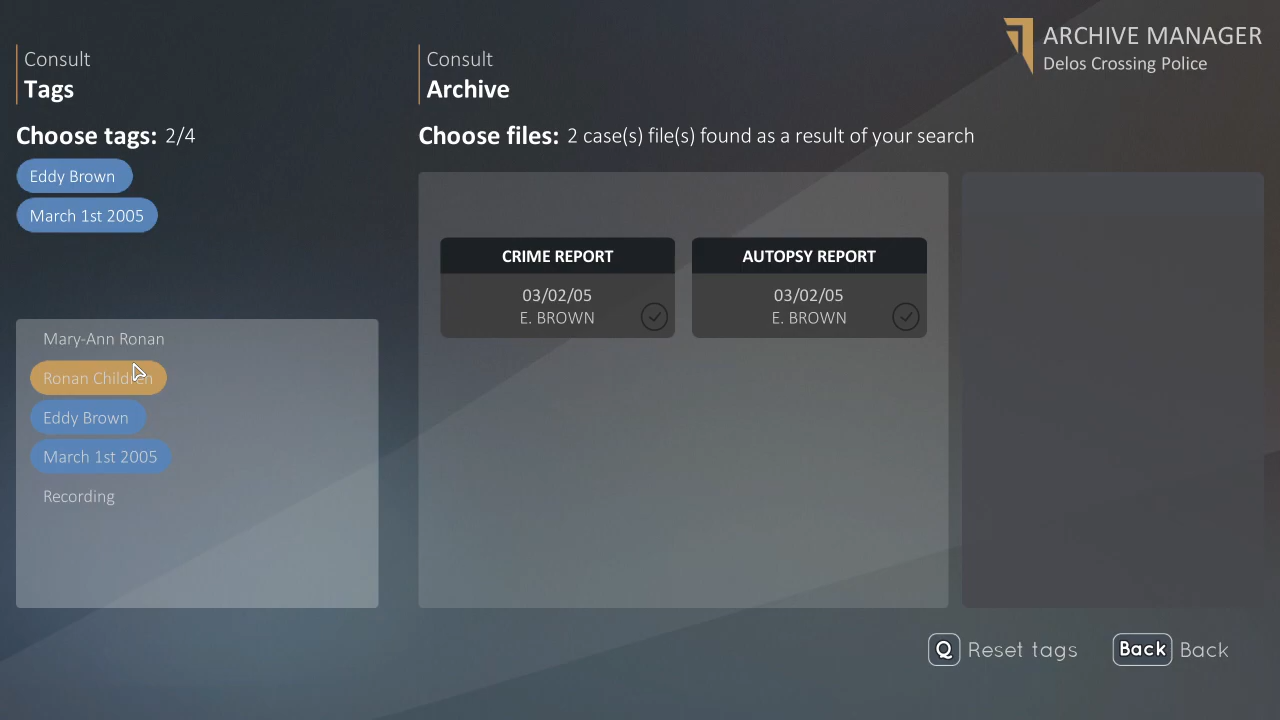 Consult
Tags
Choose tags: 2/4
Eddy Brown
March 1st 2005
Mary-Ann Ronan
Ronan Children
Eddy Brown
March 1st 2005
Recording
Consult
Archive
Choose files: 2 case(s) file(s) found as a result of your search
CRIME REPORT
03/02/05
E. BROWN
AUTOPSY REPORT
03/02/05
E. BROWN
ARCHIVE MANAGER
Delos Crossing Police
Q Reset tags
Back Back